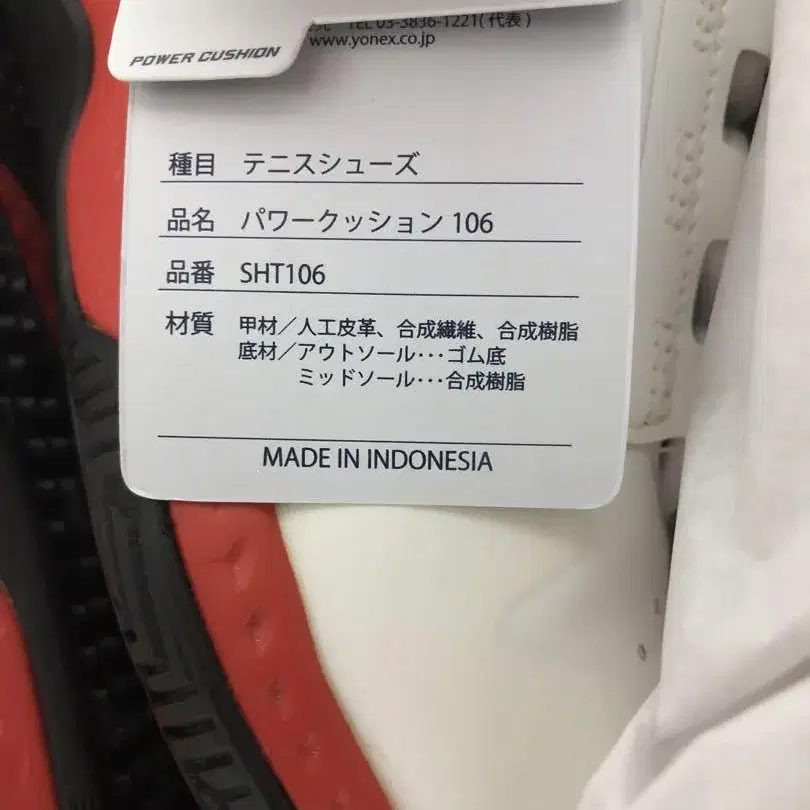 TEL 03-3836-1221(代表)
www.yonex.co.jp
POWER CUSHION
種目 テニスシューズ
品名 パワークッション 106
品番 SHT106
材質 甲材／人工皮革、合成繊維、合成樹脂
底材／アウトソール･･･ゴム底
ミッドソール･･･合成樹脂
MADE IN INDONESIA